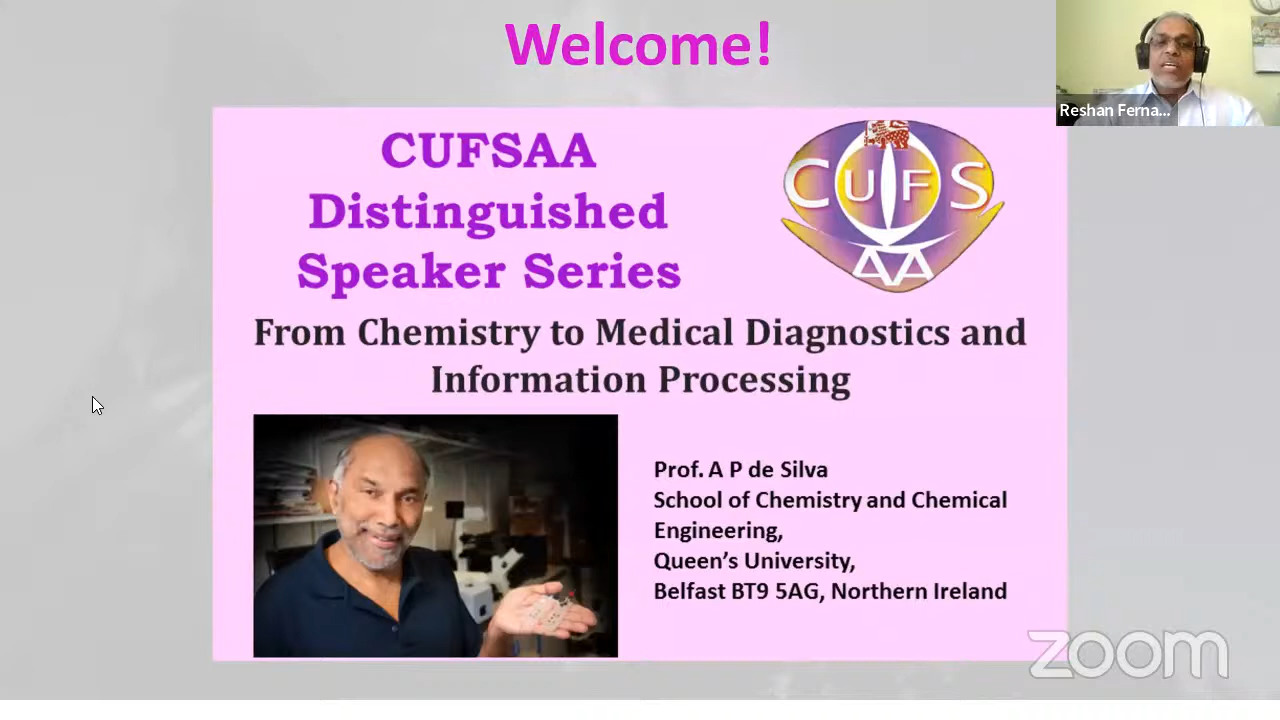 Welcome!
Reshan Ferna...
CUFSAA
Distinguished
Speaker Series
CUFS
AA
From Chemistry to Medical Diagnostics and
Information Processing
Prof. A P de Silva
School of Chemistry and Chemical
Engineering,
Queen's University,
Belfast BT9 5AG, Northern Ireland
zoom